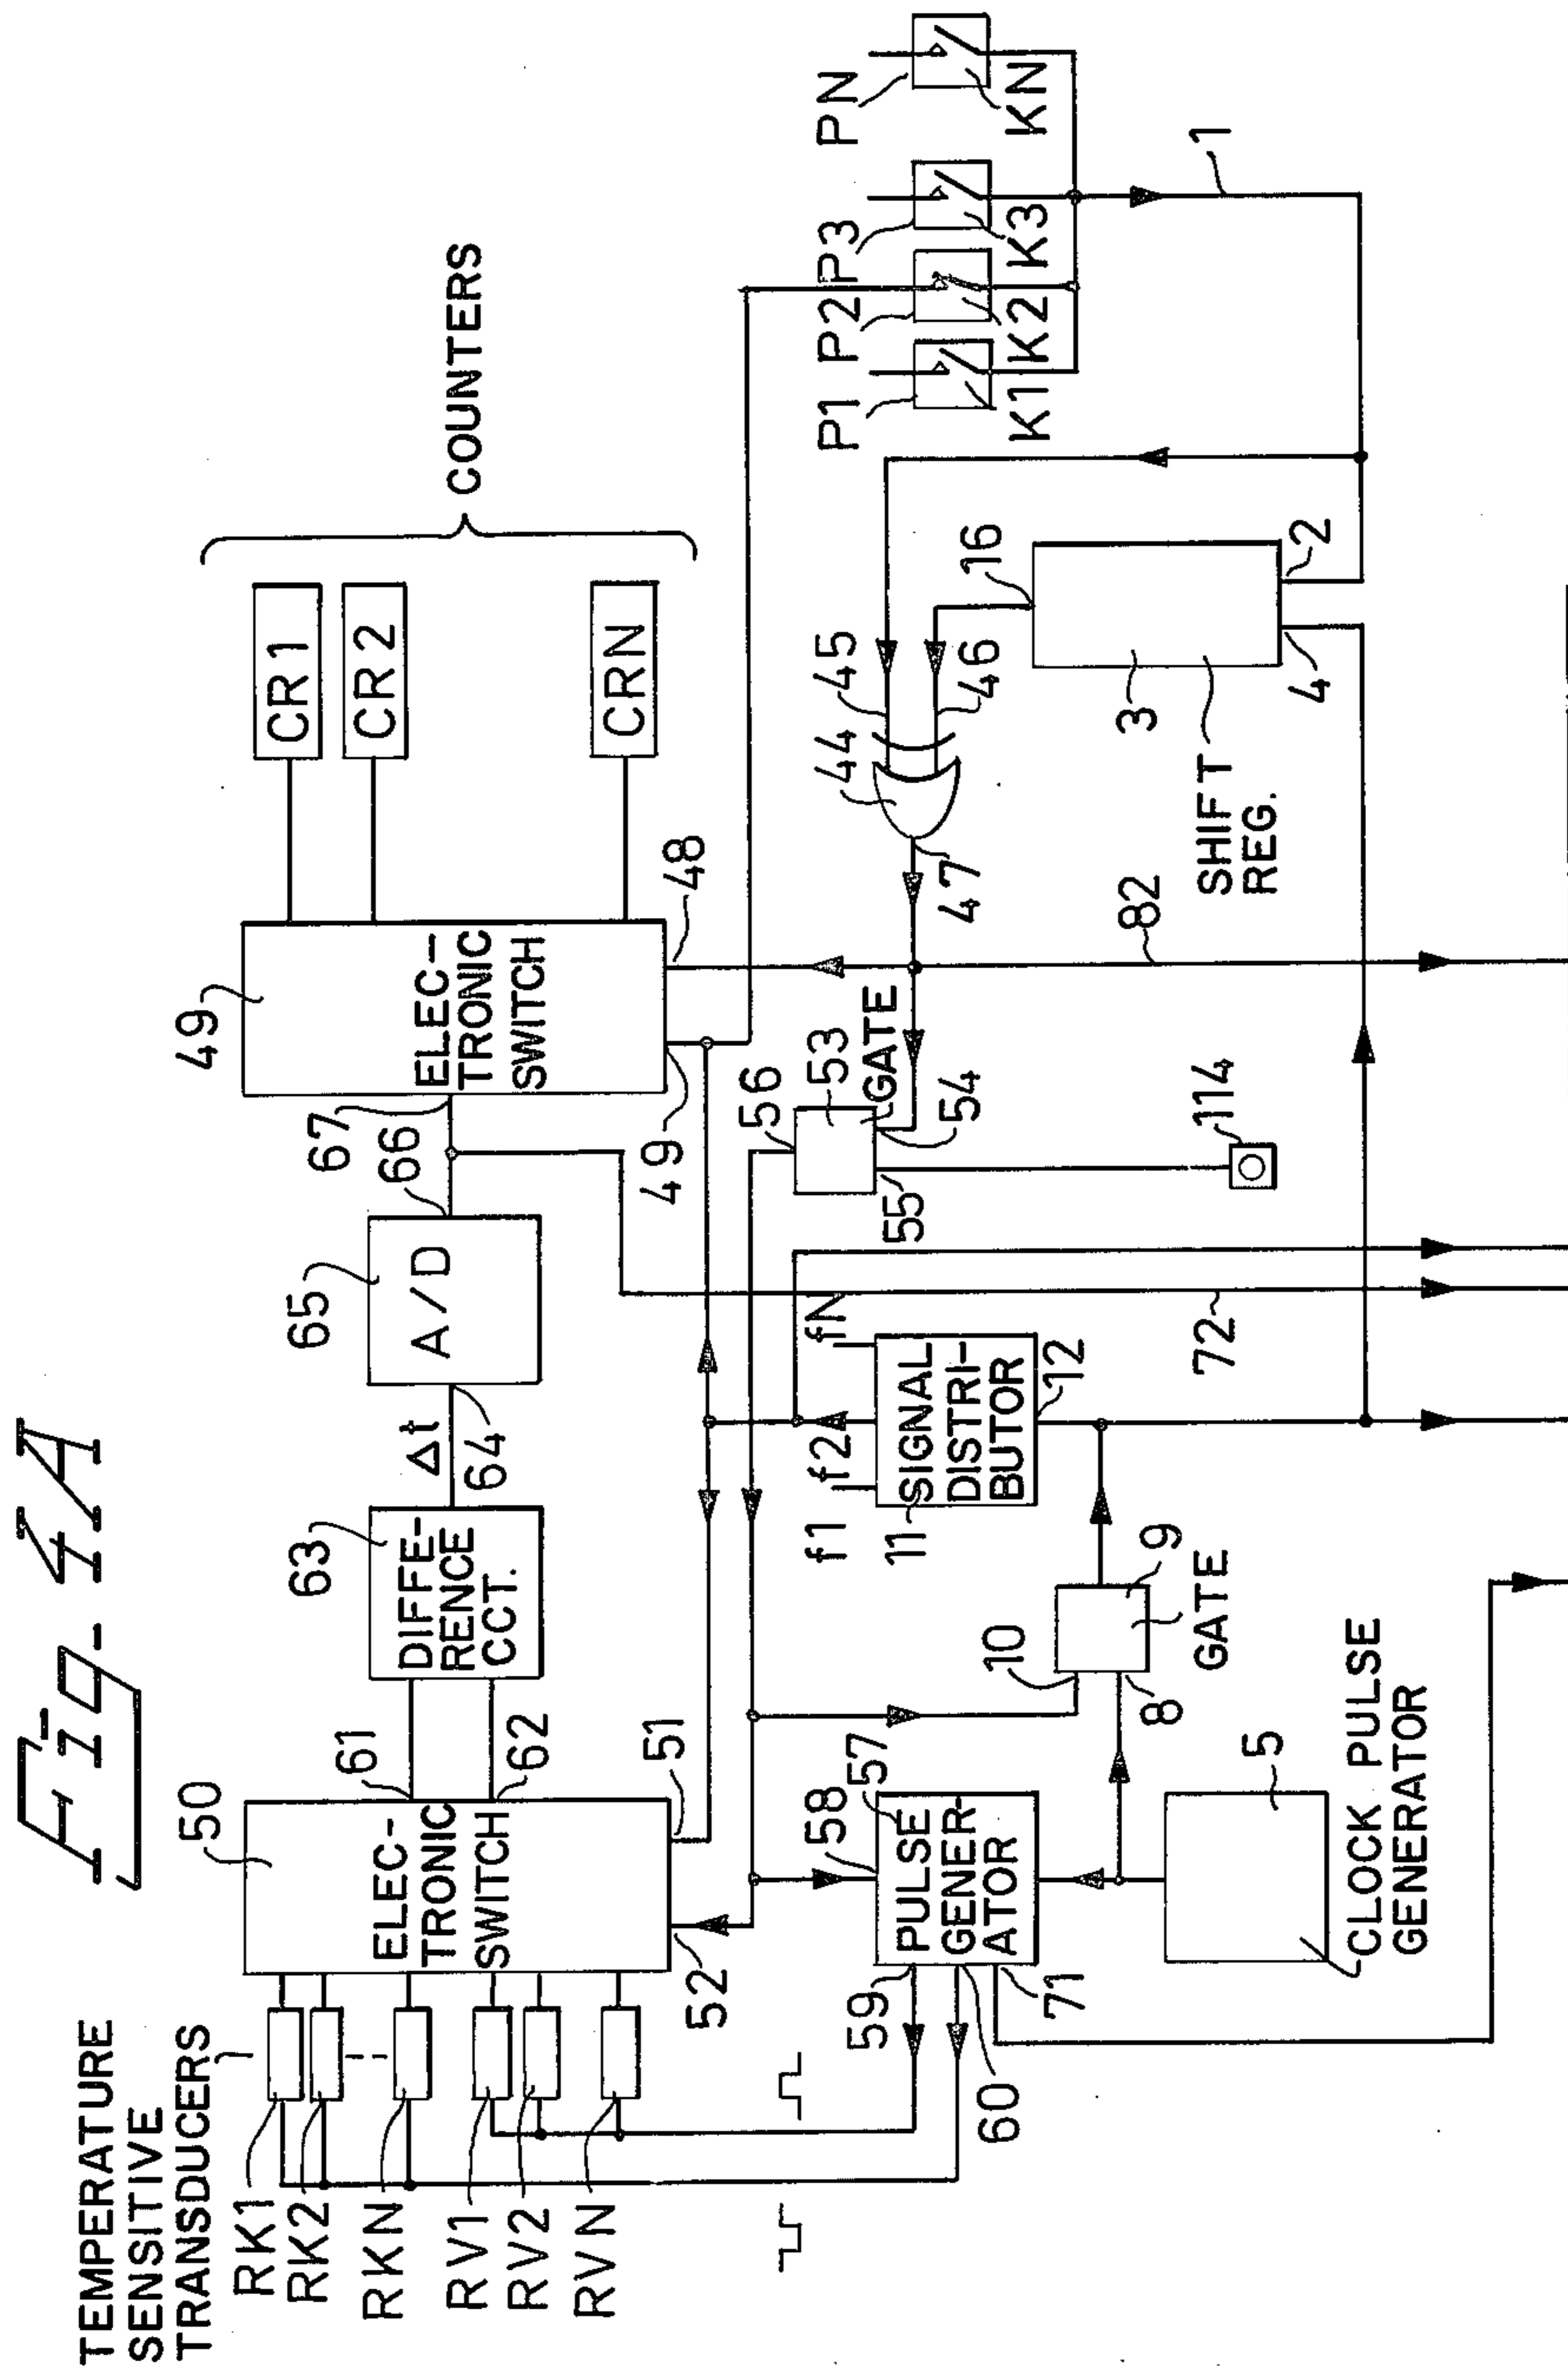 Fig. 1A
TEMPERATURE
SENSITIVE
TRANSDUCERS
RK1
RK2
RKN
RV1
RV2
RVN
50
ELEC-
TRONIC
SWITCH
61
62
51
52
63
DIFFE-
RENCE
CCT.
Δt
64
65
A/D
66
67
49
ELEC-
TRONIC
SWITCH
49
48
CR1
CR2
CRN
COUNTERS
59
60
71
58
57
PULSE
GENER-
ATOR
5
CLOCK PULSE
GENERATOR
10
8
9
GATE
f1
f2
fN
11
SIGNAL
DISTRI-
BUTOR
12
72
56
53
GATE
55
54
114
82
47
44
45
46
16
3
SHIFT
REG.
4
2
1
P1
P2
P3
PN
K1
K2
K3
KN